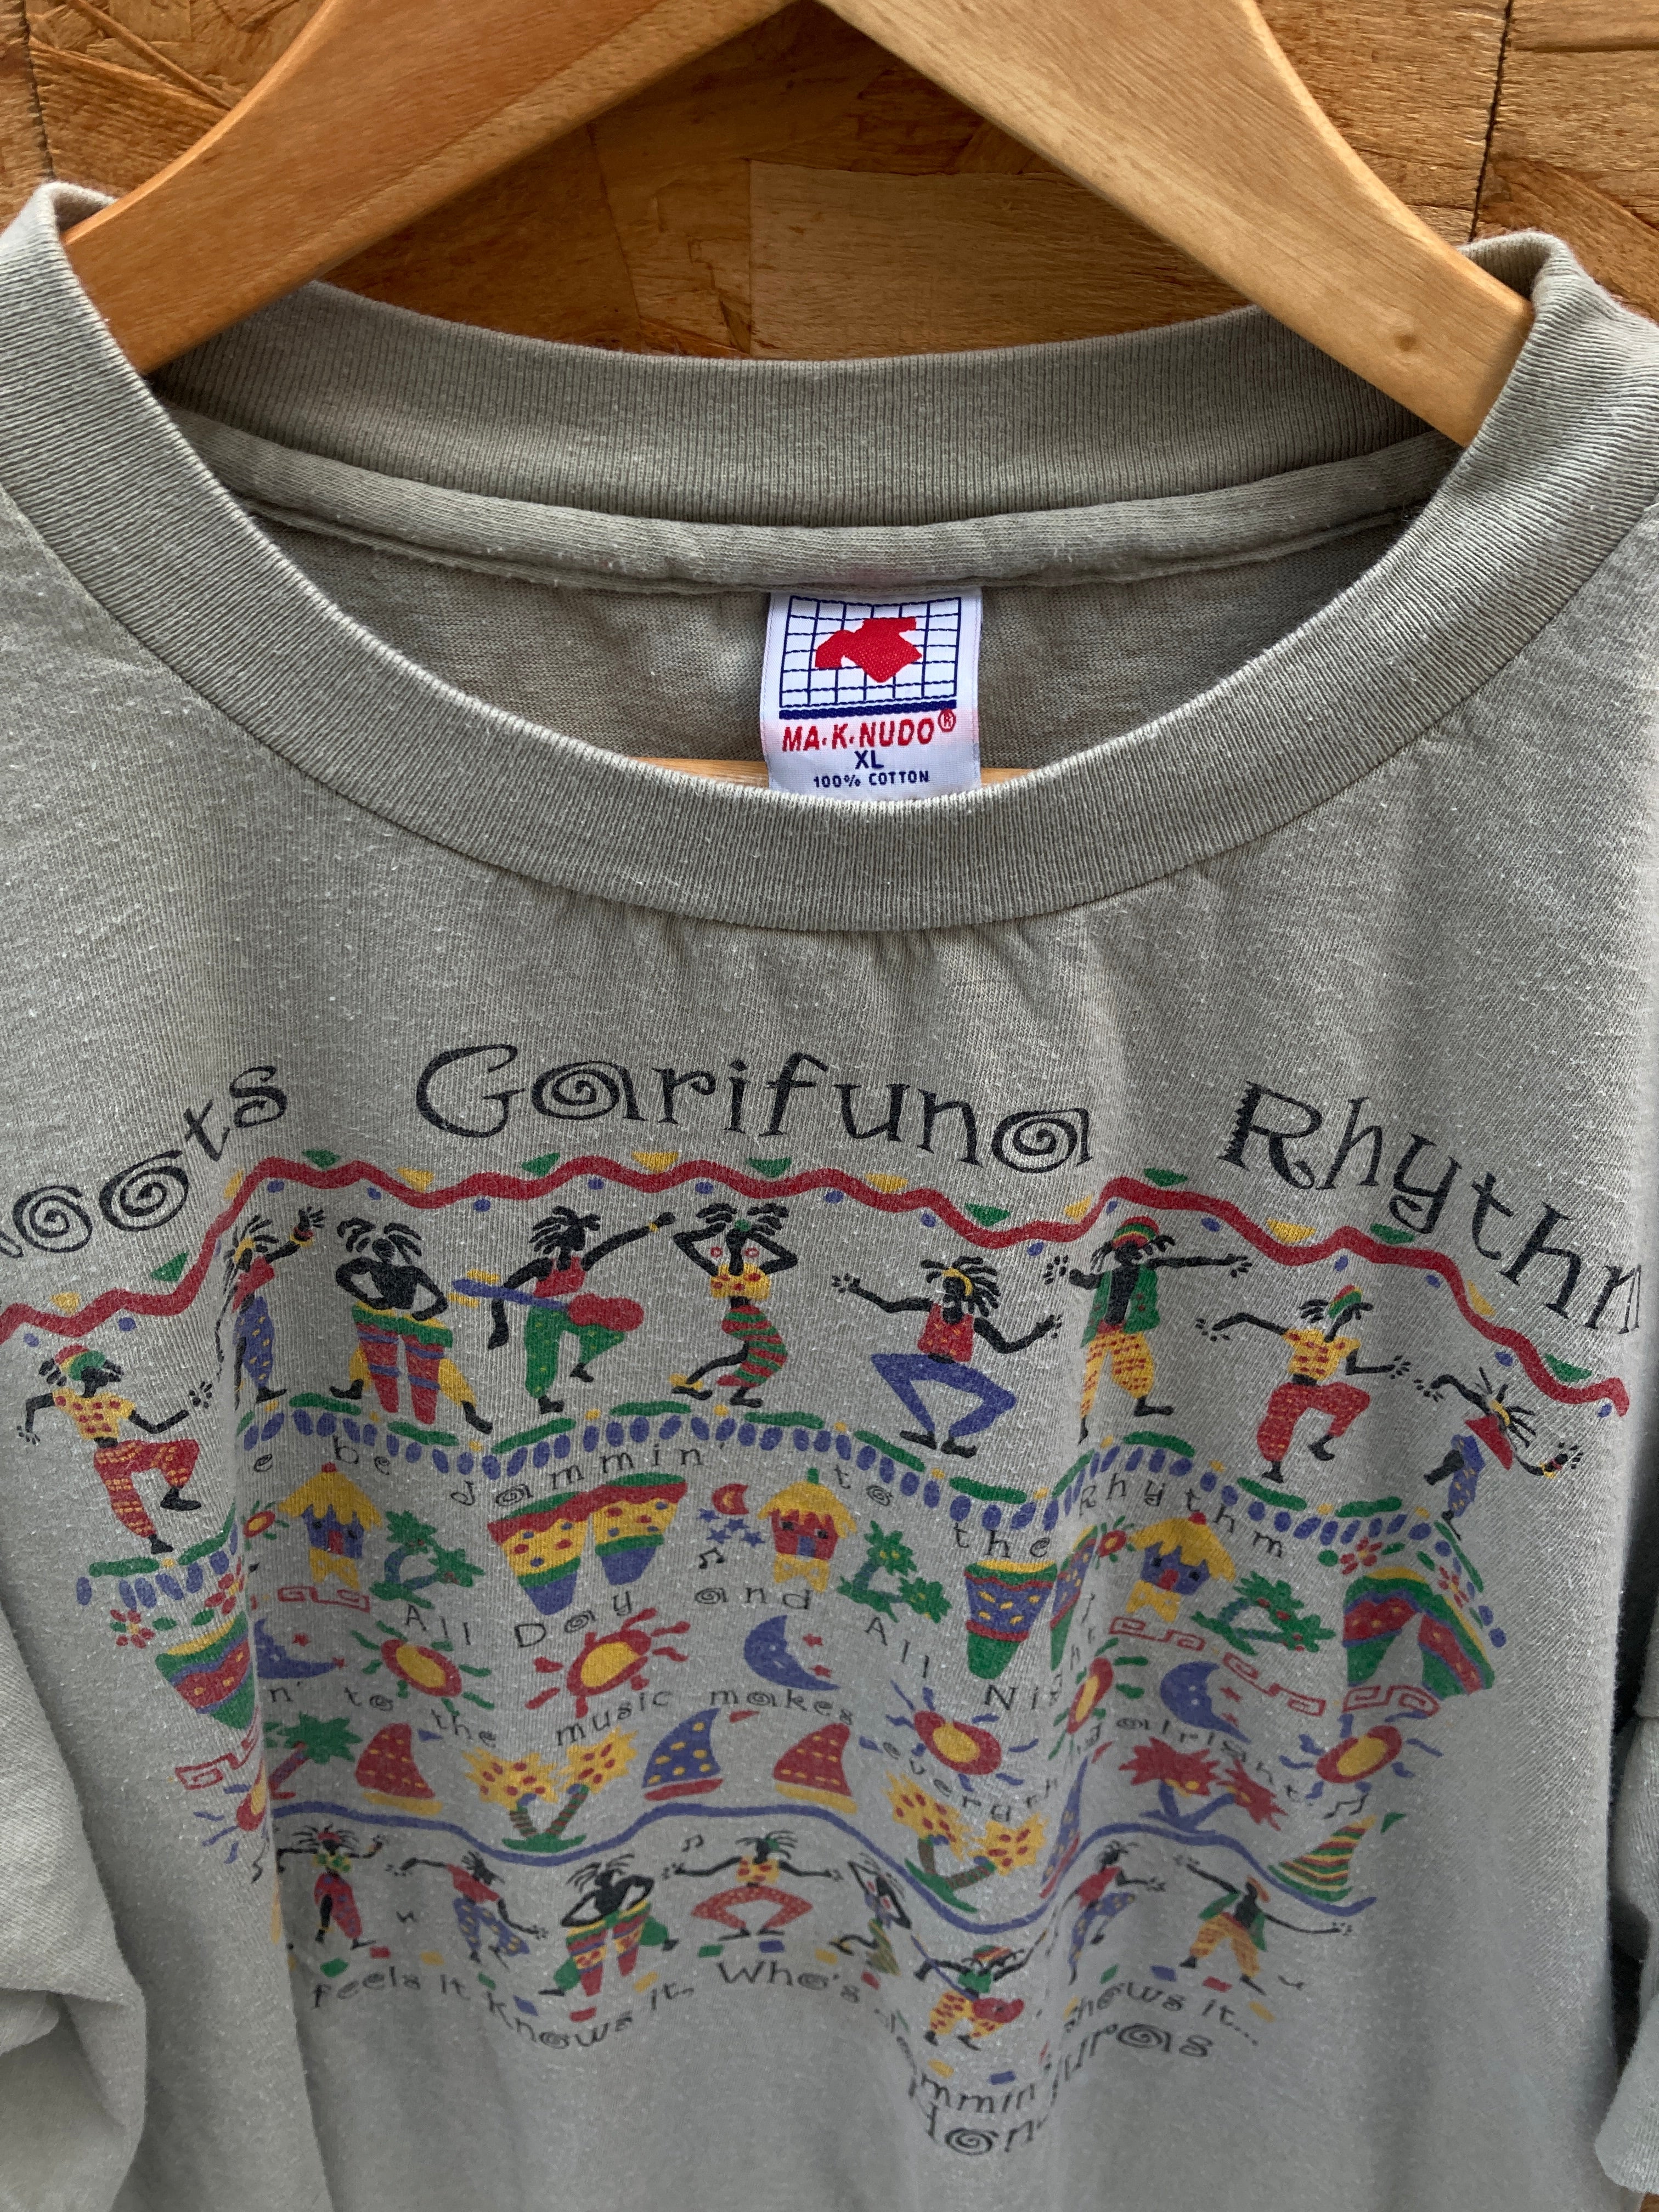 MA·K·NUDO®
XL
100% COTTON
Garifuna
be Jammin' to the Rhythm
All Day and All Night
to the music makes
alright
feels it, knows it, Who's
shows it...